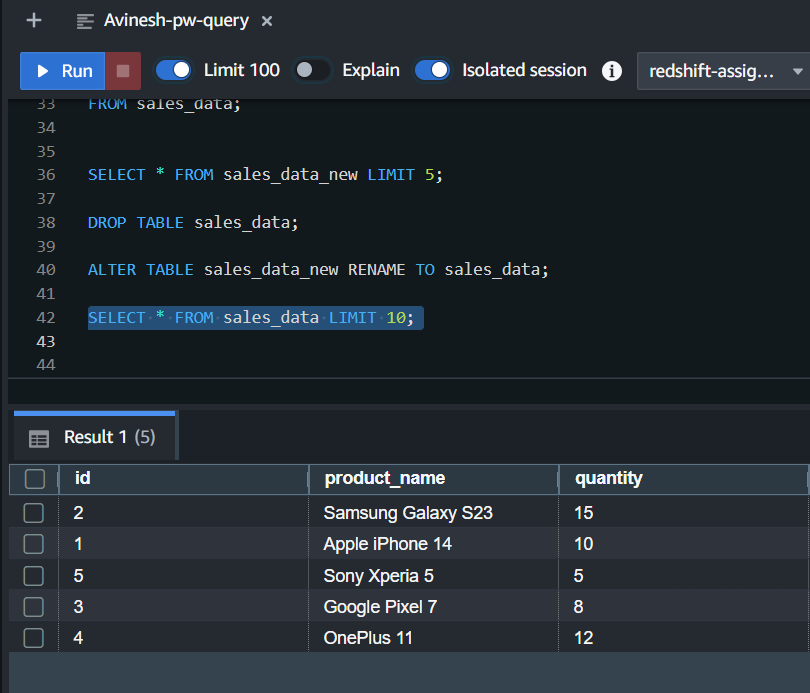 Avinesh-pw-query
Run Limit 100 Explain Isolated session redshift-assig...
33 FROM sales_data;
34
35
36 SELECT * FROM sales_data_new LIMIT 5;
37
38 DROP TABLE sales_data;
39
40 ALTER TABLE sales_data_new RENAME TO sales_data;
41
42 SELECT * FROM sales_data LIMIT 10;
43
44
Result 1 (5)
id product_name quantity
2 Samsung Galaxy S23 15
1 Apple iPhone 14 10
5 Sony Xperia 5 5
3 Google Pixel 7 8
4 OnePlus 11 12